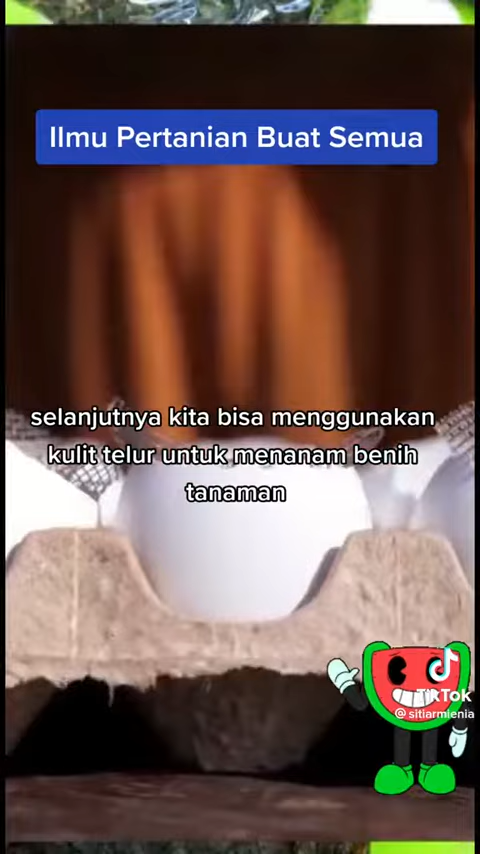 Ilmu Pertanian Buat Semua
selanjutnya kita bisa menggunakan
kulit telur untuk menanam benih
tanaman
TikTok
@ sitiarmienia